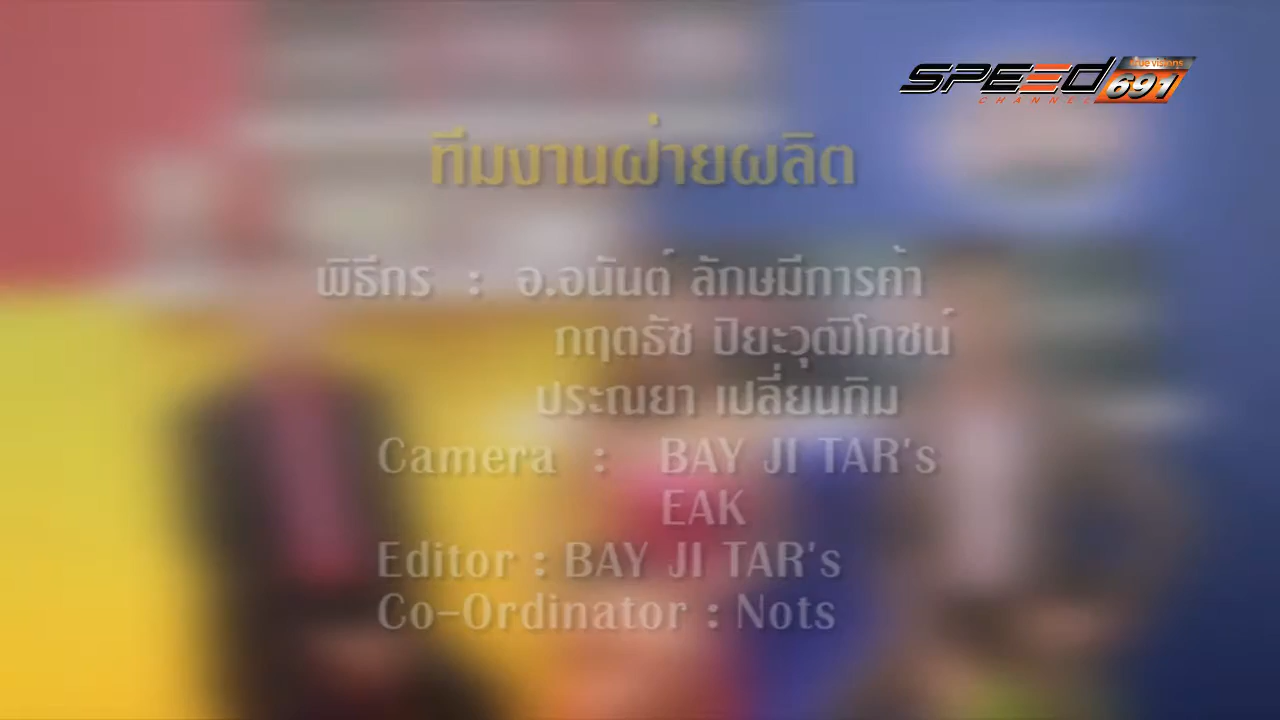 SPEED
CHANNEL
true visions
691
ทีมงานฝ่ายผลิต
พิธีกร : อ.อนันต์ ลักษมีการค้า
กฤตธัช ปิยะวุฒิโภชน์
ประณยา เปลี่ยนกิม
Camera : BAY JI TAR's
EAK
Editor : BAY JI TAR's
Co-Ordinator : Nots